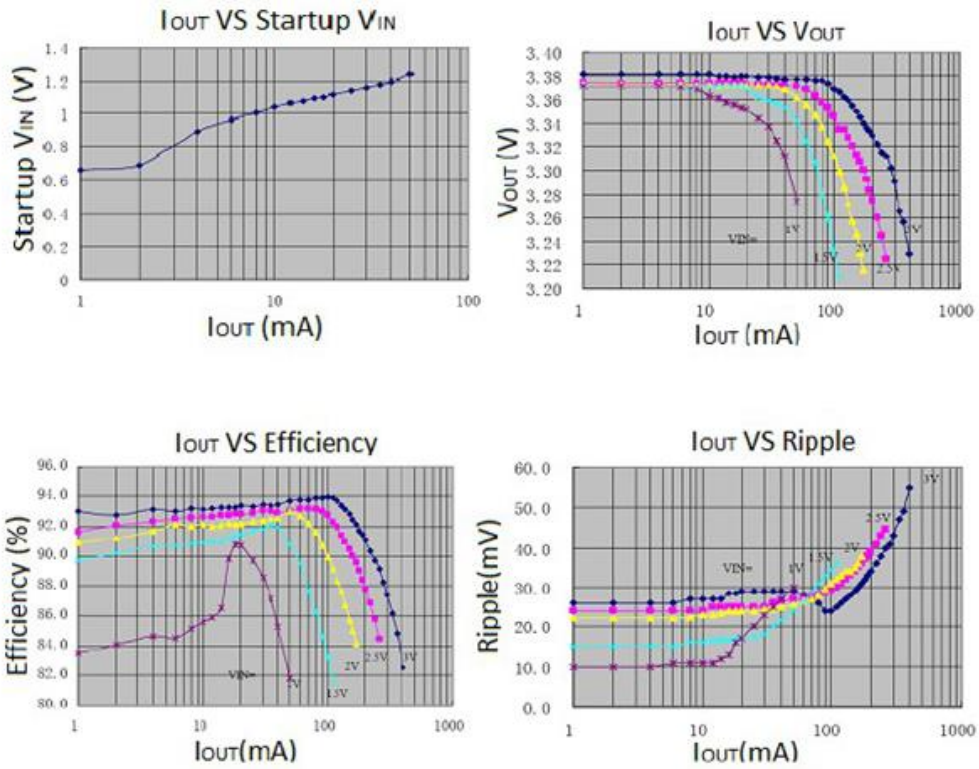 IOUT VS Startup VIN
Startup VIN (V)
1.4
1.2
1
0.8
0.6
0.4
0.2
0
1
10
100
IOUT (mA)
IOUT VS VOUT
VOUT (V)
3.40
3.38
3.36
3.34
3.32
3.30
3.28
3.26
3.24
3.22
3.20
VIN=
1V
1.5V
2V
2.5V
3V
1
10
100
1000
IOUT (mA)
IOUT VS Efficiency
Efficiency (%)
96.0
94.0
92.0
90.0
88.0
86.0
84.0
82.0
80.0
VIN=
1V
1.5V
2V
2.5V
3V
1
10
100
1000
IOUT(mA)
IOUT VS Ripple
Ripple(mV)
60.0
50.0
40.0
30.0
20.0
10.0
0.0
VIN=
1V
1.5V
2V
2.5V
3V
1
10
100
1000
IOUT(mA)